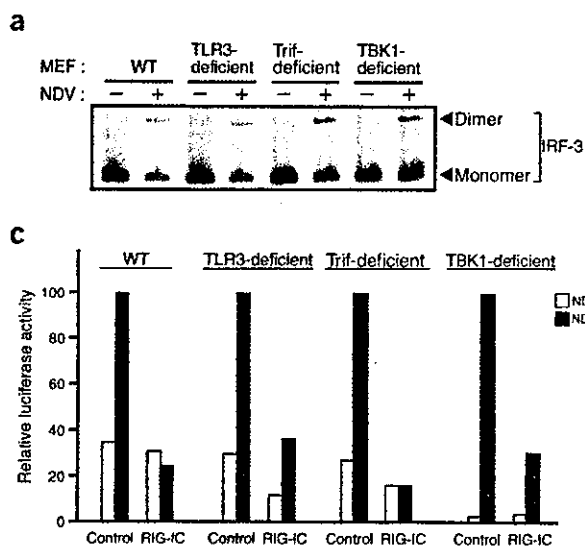 a
MEF : WT TLR3-deficient Trif-deficient TBK1-deficient
NDV : − + − + − + − +
Dimer
IRF-3
Monomer
c
WT TLR3-deficient Trif-deficient TBK1-deficient
Relative luciferase activity
100
80
60
40
20
0
Control RIG-IC Control RIG-IC Control RIG-IC Control RIG-IC